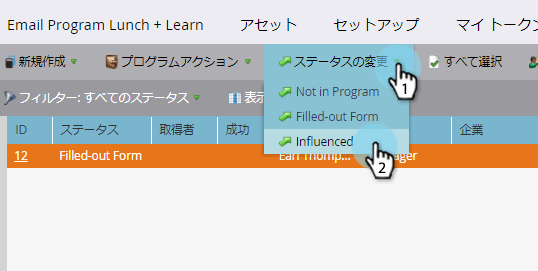 Email Program Lunch + Learn アセット セットアップ マイ トークン
新規作成 プログラムアクション ステータスの変更 すべて選択
フィルター: すべてのステータス 表示
Not in Program
Filled-out Form
Influenced
1
2
ID ステータス 取得者 成功 企業
12 Filled-out Form Earl Thomp...